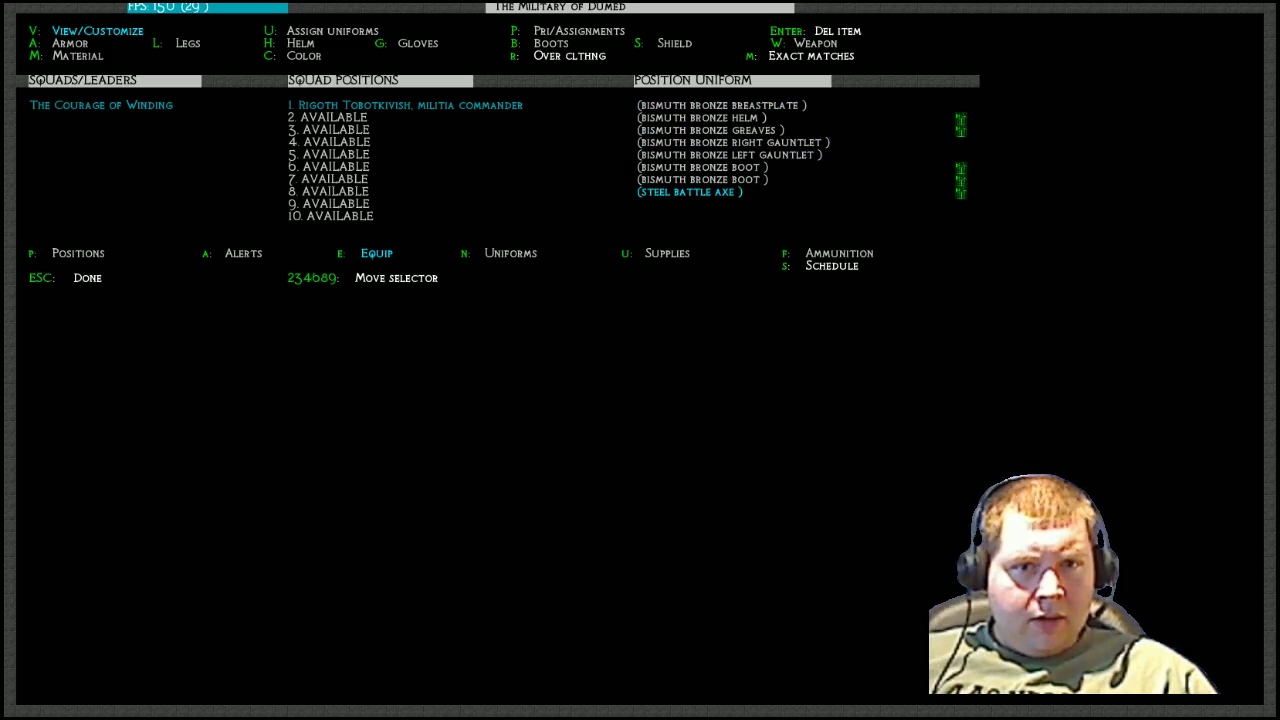 FPS: 150 (29 ) The Military of Dumed
V: View/Customize U: Assign uniforms P: Pri/Assignments Enter: Del item
A: Armor L: Legs H: Helm G: Gloves B: Boots S: Shield W: Weapon
M: Material C: Color R: Over clthng M: Exact matches
Squads/Leaders Squad Positions Position Uniform
The Courage of Winding 1. Rigoth Tobotkivish, militia commander (bismuth bronze breastplate )
2. AVAILABLE (bismuth bronze helm )
3. AVAILABLE (bismuth bronze greaves )
4. AVAILABLE (bismuth bronze right gauntlet )
5. AVAILABLE (bismuth bronze left gauntlet )
6. AVAILABLE (bismuth bronze boot )
7. AVAILABLE (bismuth bronze boot )
8. AVAILABLE (steel battle axe )
9. AVAILABLE
10. AVAILABLE
p: Positions a: Alerts e: Equip n: Uniforms u: Supplies f: Ammunition
s: Schedule
ESC: Done 234689: Move selector